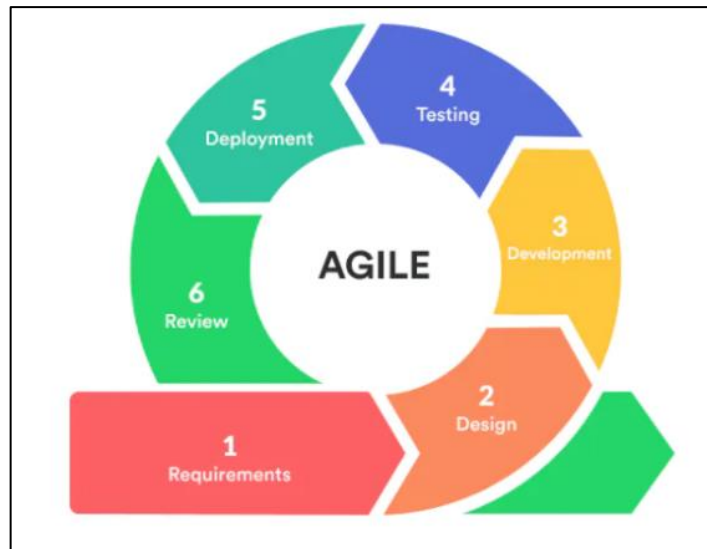 5
Deployment
4
Testing
3
Development
AGILE
6
Review
2
Design
1
Requirements